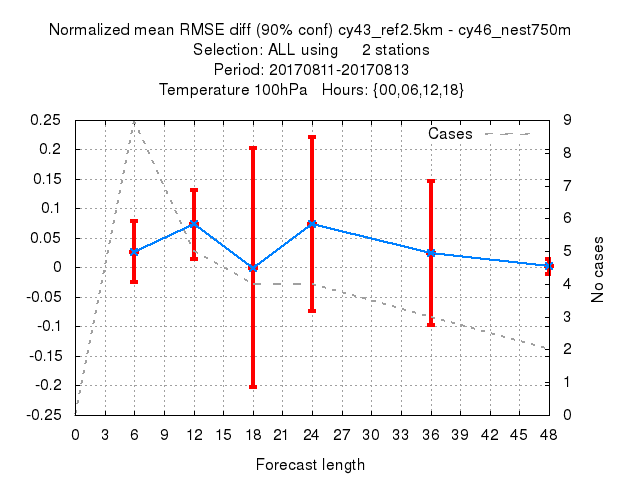 Normalized mean RMSE diff (90% conf) cy43_ref2.5km - cy46_nest750m
Selection: ALL using 2 stations
Period: 20170811-20170813
Temperature 100hPa Hours: {00,06,12,18}
Cases
0.25
0.2
0.15
0.1
0.05
0
-0.05
-0.1
-0.15
-0.2
-0.25
9
8
7
6
5
4
3
2
1
0
No cases
0 3 6 9 12 15 18 21 24 27 30 33 36 39 42 45 48
Forecast length